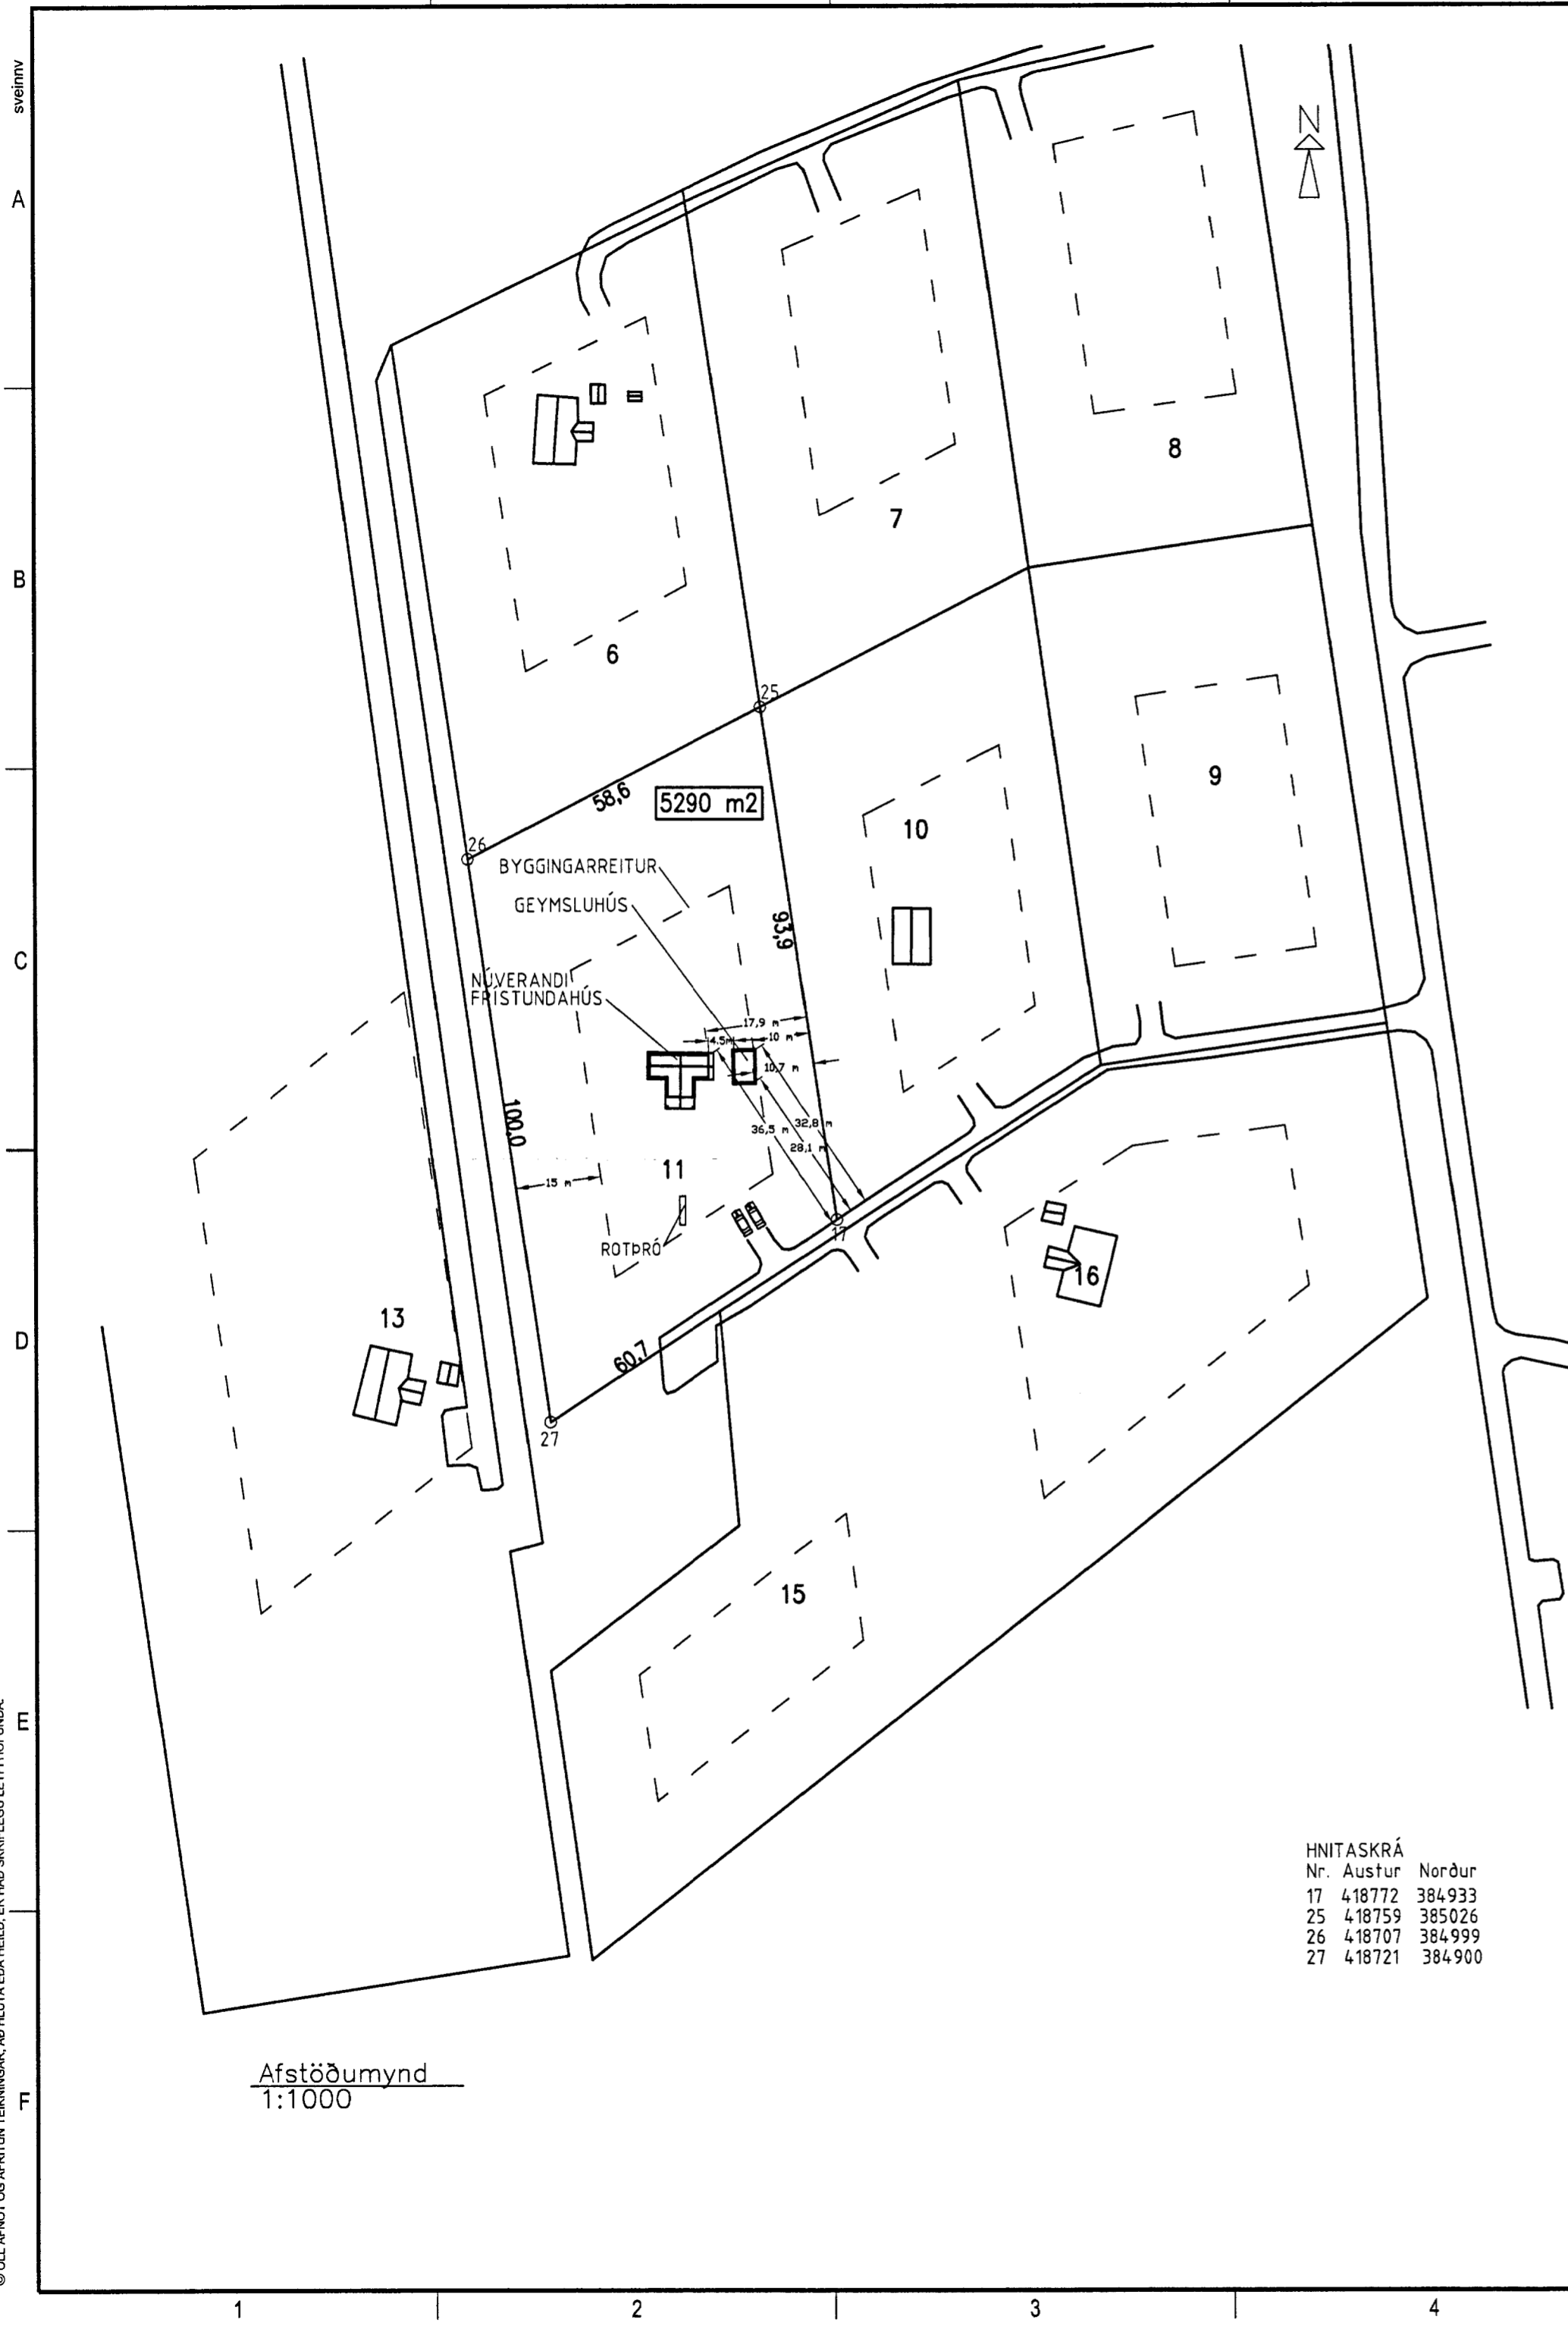 sveinnv
A
B
C
D
E
F
N
8
7
6
25
9
58,6
5290 m2
10
26
BYGGINGARREITUR
GEYMSLUHÚS
93,9
NÚVERANDI
FRÍSTUNDAHÚS
17,9 m
4.5m
10 m
10,7 m
100,0
36,5 m
32,8 m
28,1 m
11
15 m
17
ROTÞRÓ
16
13
60,7
27
15
HNITASKRÁ
Nr. Austur Norður
17 418772 384933
25 418759 385026
26 418707 384999
27 418721 384900
Afstöðumynd
1:1000
1
2
3
4